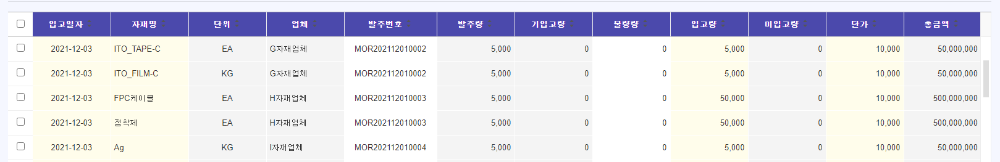 입고일자 자재명 단위 업체 발주번호 발주량 기입고량 불량량 입고량 미입고량 단가 총금액
2021-12-03 ITO_TAPE-C EA G자재업체 MOR202112010002 5,000 0 0 5,000 0 10,000 50,000,000
2021-12-03 ITO_FILM-C KG G자재업체 MOR202112010002 5,000 0 0 5,000 0 10,000 50,000,000
2021-12-03 FPC케이블 EA H자재업체 MOR202112010003 5,000 0 0 50,000 0 10,000 500,000,000
2021-12-03 접착제 EA H자재업체 MOR202112010003 5,000 0 0 50,000 0 10,000 500,000,000
2021-12-03 Ag KG I자재업체 MOR202112010004 5,000 0 0 5,000 0 10,000 50,000,000